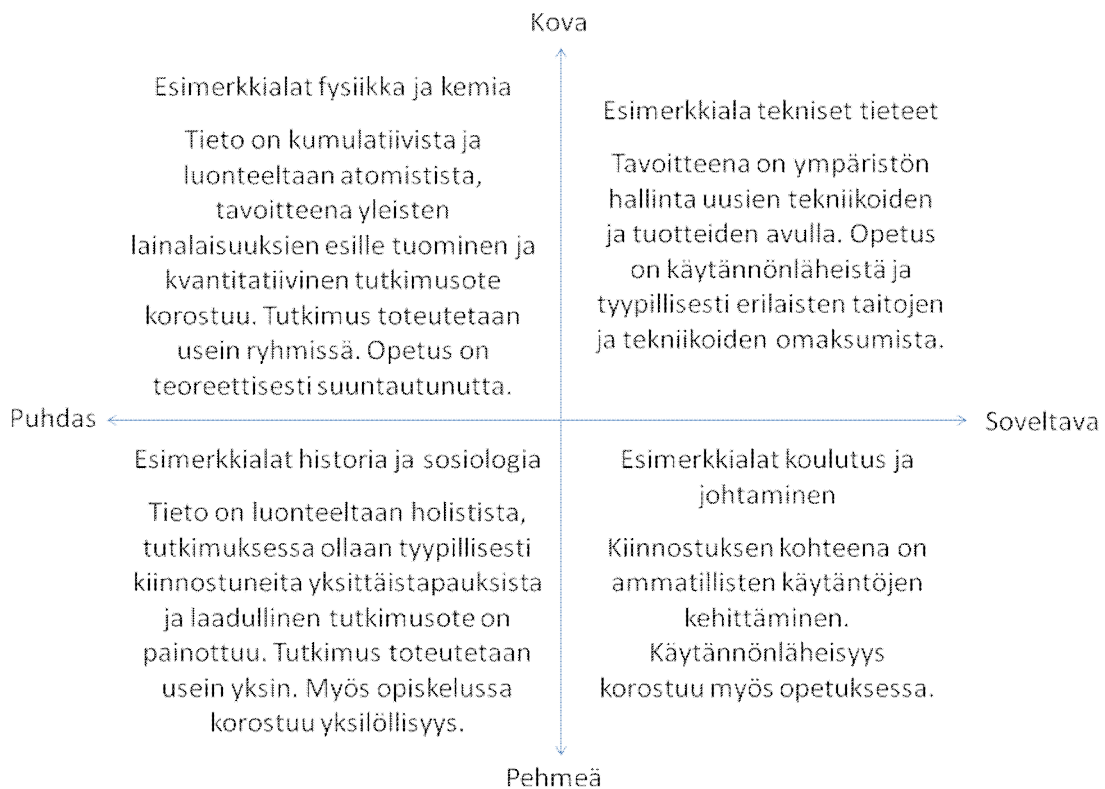 Kova
Esimerkkialat fysiikka ja kemia
Tieto on kumulatiivista ja
luonteeltaan atomistista,
tavoitteena yleisten
lainalaisuuksien esille tuominen ja
kvantitatiivinen tutkimusote
korostuu. Tutkimus toteutetaan
usein ryhmissä. Opetus on
teoreettisesti suuntautunutta.
Esimerkkiala tekniset tieteet
Tavoitteena on ympäristön
hallinta uusien tekniikoiden
ja tuotteiden avulla. Opetus
on käytännönläheistä ja
tyypillisesti erilaisten taitojen
ja tekniikoiden omaksumista.
Puhdas
Soveltava
Esimerkkialat historia ja sosiologia
Tieto on luonteeltaan holistista,
tutkimuksessa ollaan tyypillisesti
kiinnostuneita yksittäistapauksista
ja laadullinen tutkimusote on
painottuu. Tutkimus toteutetaan
usein yksin. Myös opiskelussa
korostuu yksilöllisyys.
Esimerkkialat koulutus ja
johtaminen
Kiinnostuksen kohteena on
ammatillisten käytäntöjen
kehittäminen.
Käytännönläheisyys
korostuu myös opetuksessa.
Pehmeä